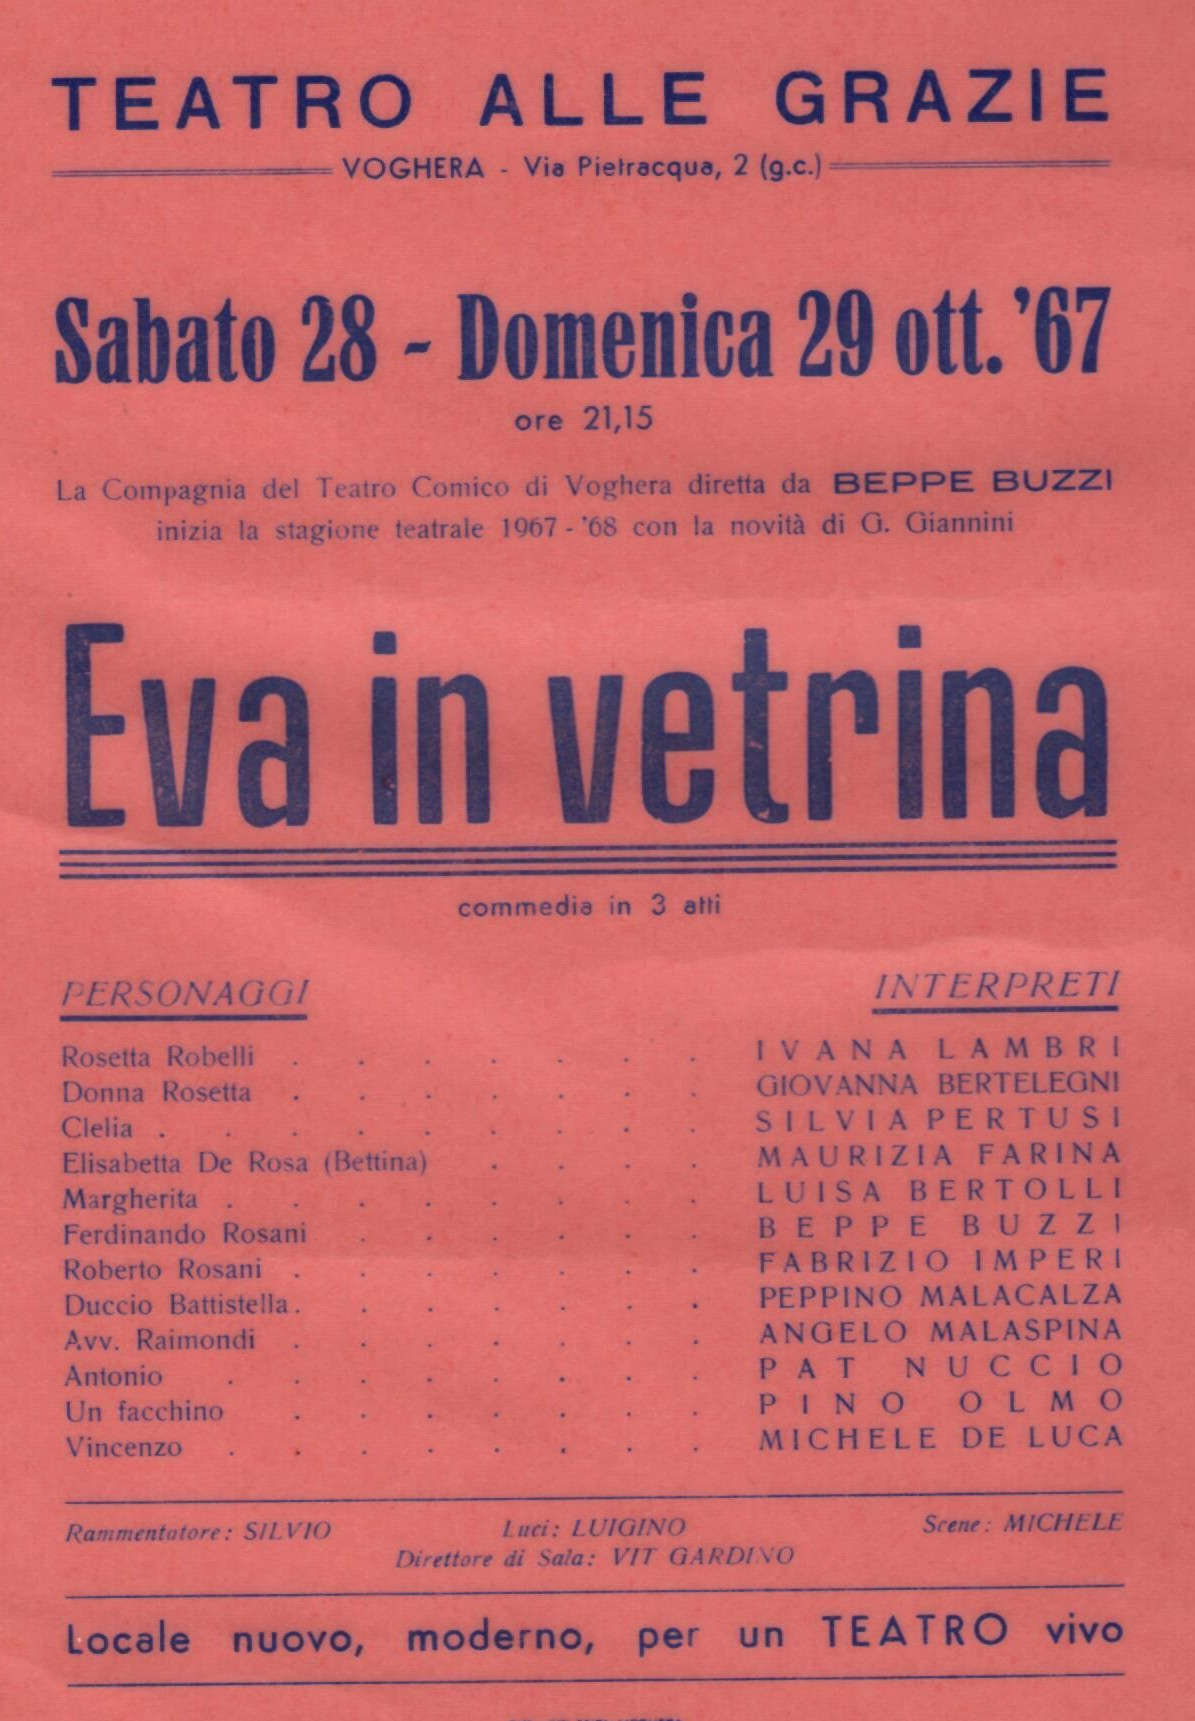 TEATRO ALLE GRAZIE
VOGHERA - Via Pietracqua, 2 (g.c.)
Sabato 28 - Domenica 29 ott. '67
ore 21,15
La Compagnia del Teatro Comico di Voghera diretta da BEPPE BUZZI
inizia la stagione teatrale 1967 - '68 con la novità di G. Giannini
Eva in vetrina
commedia in 3 atti
PERSONAGGI INTERPRETI
Rosetta Robelli . . . . . . . IVANA LAMBRI
Donna Rosetta . . . . . . . GIOVANNA BERTELEGNI
Clelia . . . . . . . . . SILVIA PERTUSI
Elisabetta De Rosa (Bettina) . . . . MAURIZIA FARINA
Margherita . . . . . . . . LUISA BERTOLLI
Ferdinando Rosani . . . . . . BEPPE BUZZI
Roberto Rosani . . . . . . . FABRIZIO IMPERI
Duccio Battistella . . . . . . . PEPPINO MALACALZA
Avv. Raimondi . . . . . . . ANGELO MALASPINA
Antonio . . . . . . . . PAT NUCCIO
Un facchino . . . . . . . PINO OLMO
Vincenzo . . . . . . . . MICHELE DE LUCA
Rammentatore: SILVIO Luci: LUIGINO Scene: MICHELE
Direttore di Sala: VIT GARDINO
Locale nuovo, moderno, per un TEATRO vivo